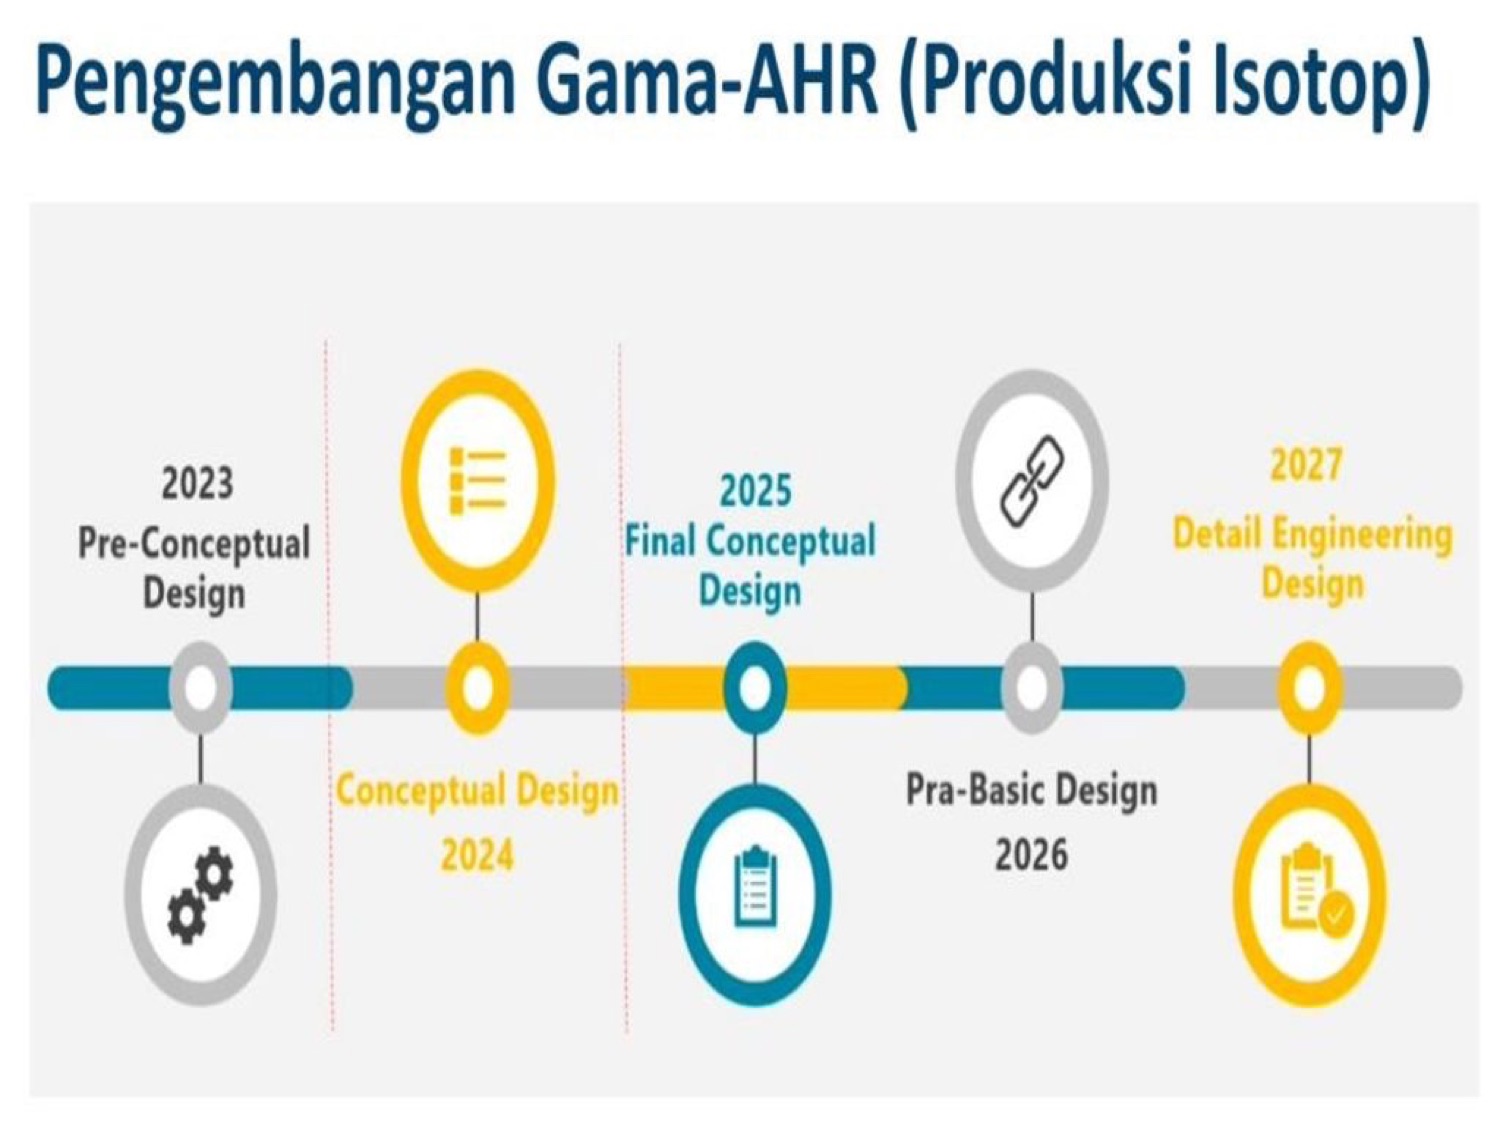 Pengembangan Gama-AHR (Produksi Isotop)
2023
Pre-Conceptual
Design
Conceptual Design
2024
2025
Final Conceptual
Design
Pra-Basic Design
2026
2027
Detail Engineering
Design